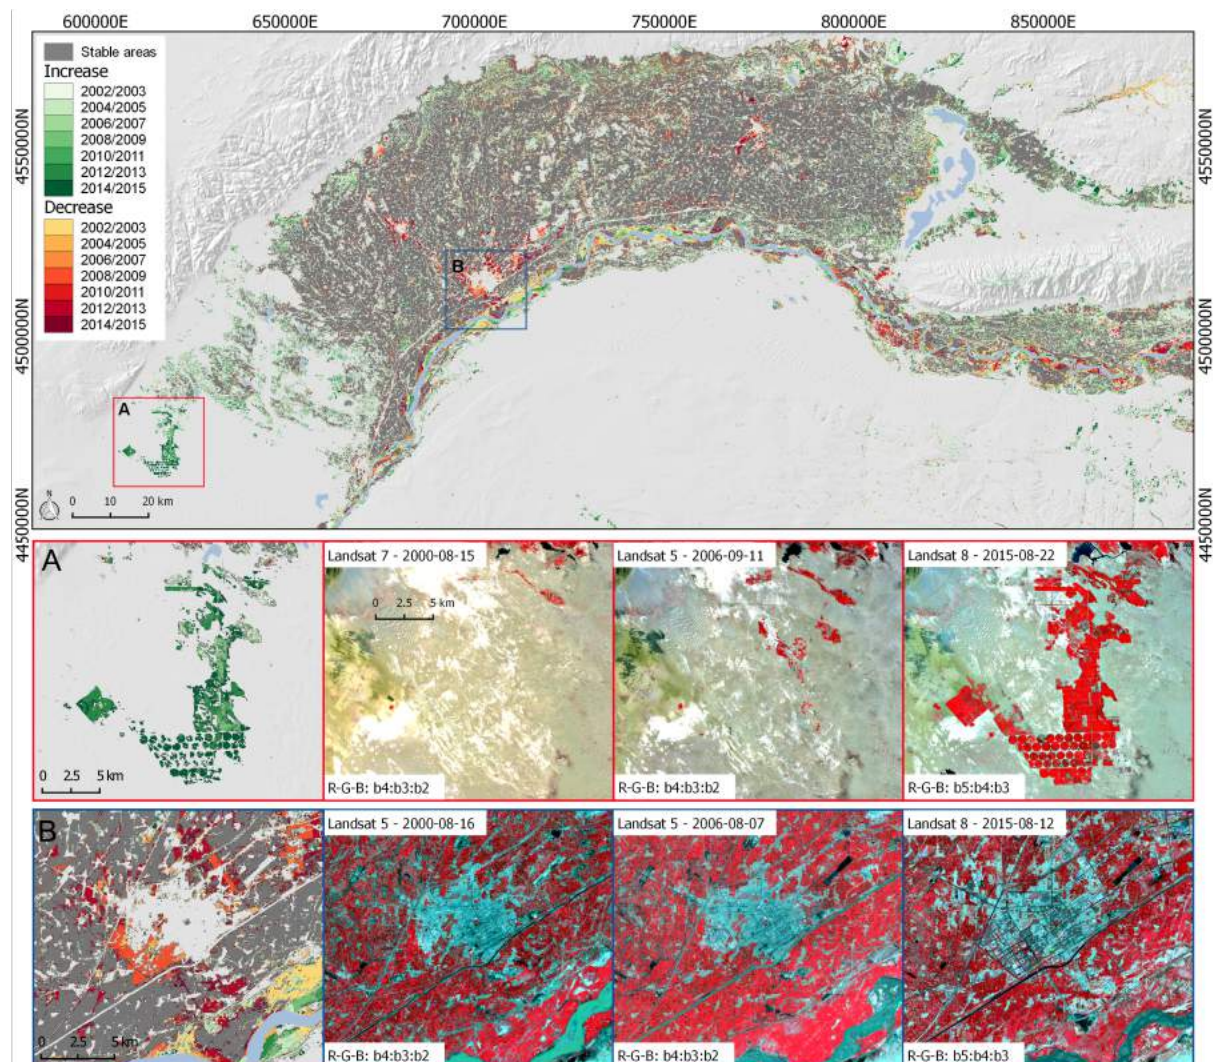 600000E 650000E 700000E 750000E 800000E 850000E
Stable areas
Increase
2002/2003
2004/2005
2006/2007
2008/2009
2010/2011
2012/2013
2014/2015
Decrease
2002/2003
2004/2005
2006/2007
2008/2009
2010/2011
2012/2013
2014/2015
4550000N
4500000N
4450000N
4550000N
4500000N
4450000N
B
A
N
0 10 20 km
A
Landsat 7 - 2000-08-15
Landsat 5 - 2006-09-11
Landsat 8 - 2015-08-22
0 2.5 5 km
0 2.5 5 km
0 2.5 5 km
R-G-B: b4:b3:b2
R-G-B: b4:b3:b2
R-G-B: b5:b4:b3
B
Landsat 5 - 2000-08-16
Landsat 5 - 2006-08-07
Landsat 8 - 2015-08-12
0 2.5 5 km
R-G-B: b4:b3:b2
R-G-B: b4:b3:b2
R-G-B: b5:b4:b3